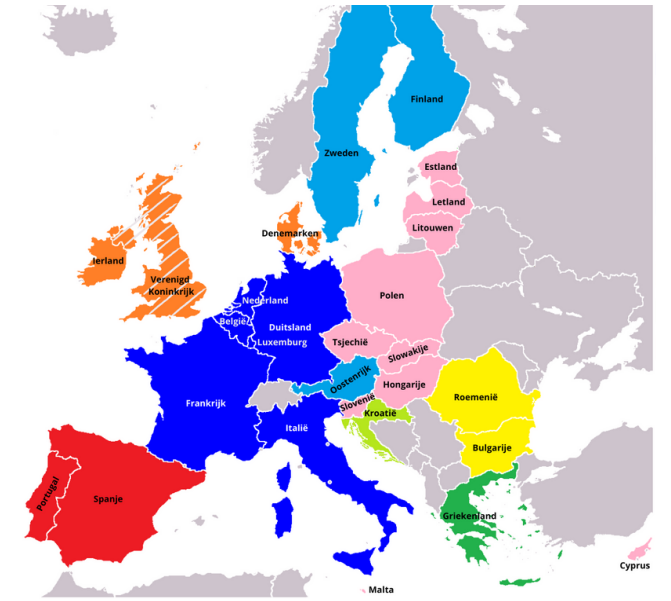 Finland
Zweden
Estland
Letland
Litouwen
Denemarken
Ierland
Verenigd
Koninkrijk
Nederland
Polen
België
Duitsland
Luxemburg
Tsjechië
Slowakije
Oostenrijk
Hongarije
Slovenië
Kroatië
Roemenië
Frankrijk
Italië
Bulgarije
Portugal
Spanje
Griekenland
Cyprus
Malta